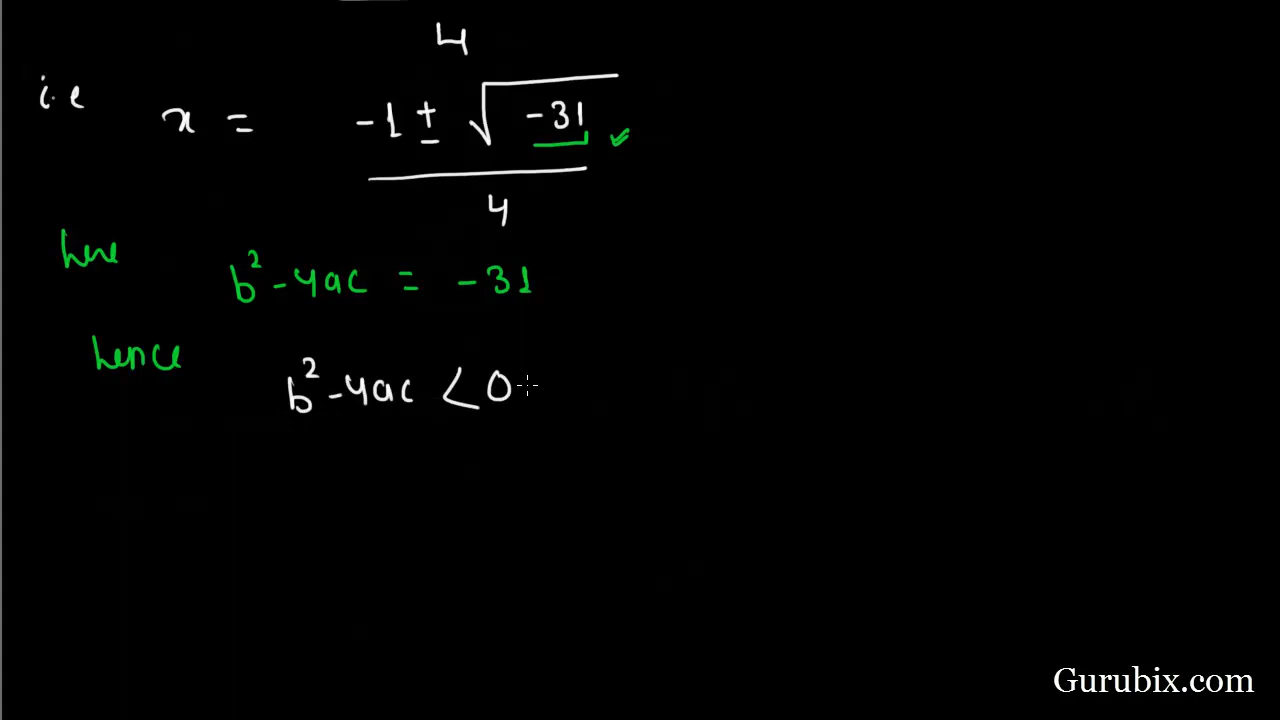 4
i.e x = -1 ± √-31 ✓
4
here b² - 4ac = -31
hence b² - 4ac < 0
Gurubix.com